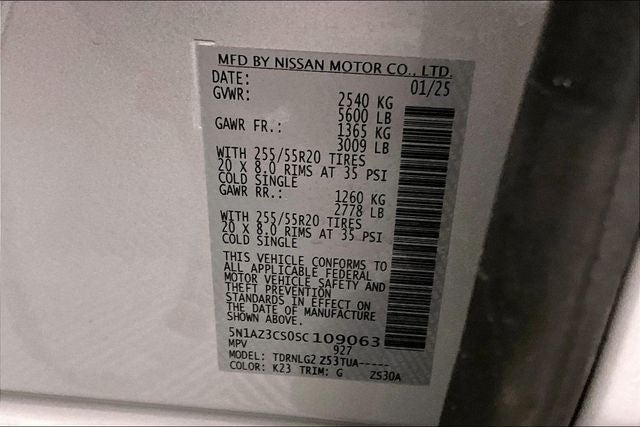 MFD BY NISSAN MOTOR CO., LTD.
DATE: 01/25
GVWR: 2540 KG
5600 LB
GAWR FR.: 1365 KG
3009 LB
WITH 255/55R20 TIRES
20 X 8.0 RIMS AT 35 PSI
COLD SINGLE
GAWR RR.: 1260 KG
2778 LB
WITH 255/55R20 TIRES
20 X 8.0 RIMS AT 35 PSI
COLD SINGLE
THIS VEHICLE CONFORMS TO
ALL APPLICABLE FEDERAL
MOTOR VEHICLE SAFETY AND
THEFT PREVENTION
STANDARDS IN EFFECT ON
THE DATE OF MANUFACTURE
SHOWN ABOVE.
5N1AZ3CS0SC109063
MPV 927
MODEL: TDRNLG2 Z53TUA-----
COLOR: K23 TRIM: G ZS30A